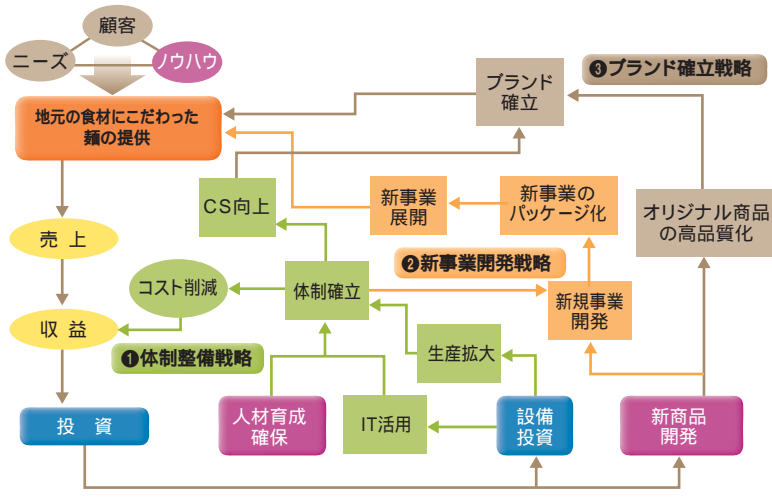 顧客
ニーズ
ノウハウ
地元の食材にこだわった
麺の提供
ブランド
確立
❸ブランド確立戦略
CS向上
新事業
展開
新事業の
パッケージ化
オリジナル商品
の高品質化
売 上
❷新事業開発戦略
コスト削減
体制確立
新規事業
開発
収 益
❶体制整備戦略
生産拡大
投 資
人材育成
確保
IT活用
設備
投資
新商品
開発